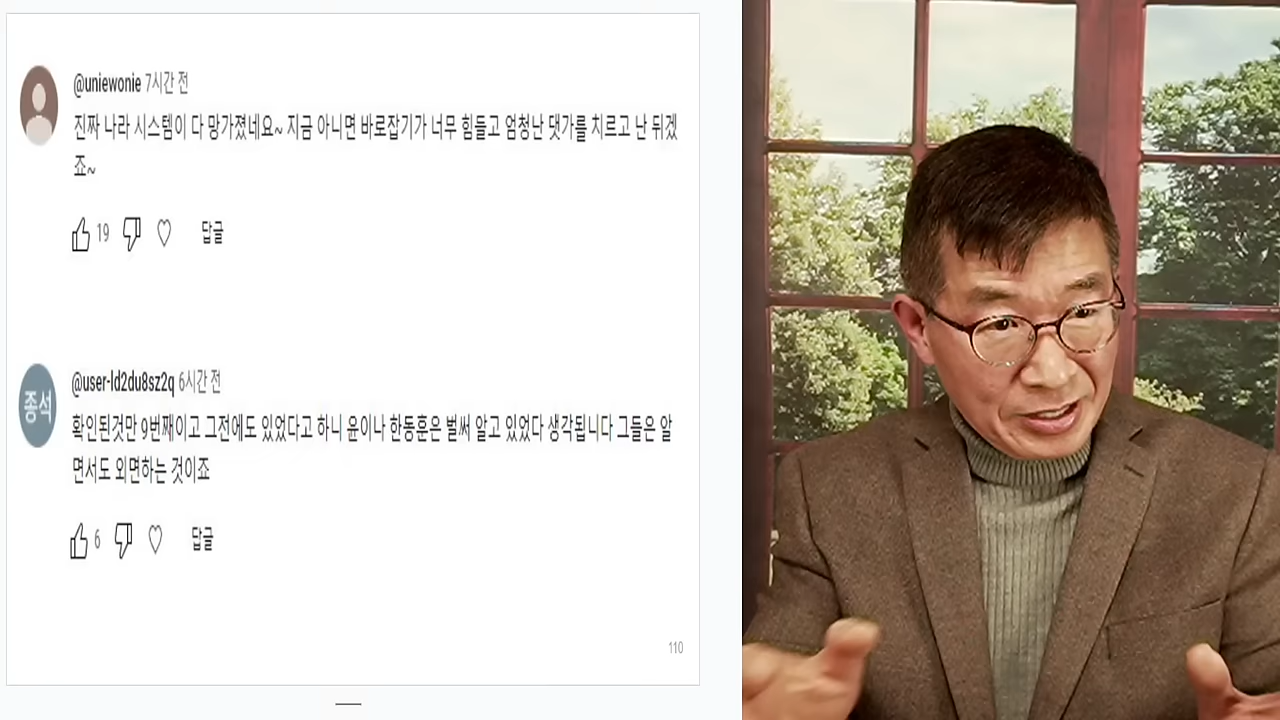 @uniewonie 7시간 전
진짜 나라 시스템이 다 망가졌네요~ 지금 아니면 바로잡기가 너무 힘들고 엄청난 댓가를 치르고 난 뒤겠
죠~
19 답글
종석
@user-ld2du8sz2q 6시간 전
확인된것만 9번째이고 그전에도 있었다고 하니 윤이나 한동훈은 벌써 알고 있었다 생각됩니다 그들은 알
면서도 외면하는 것이죠
6 답글
110